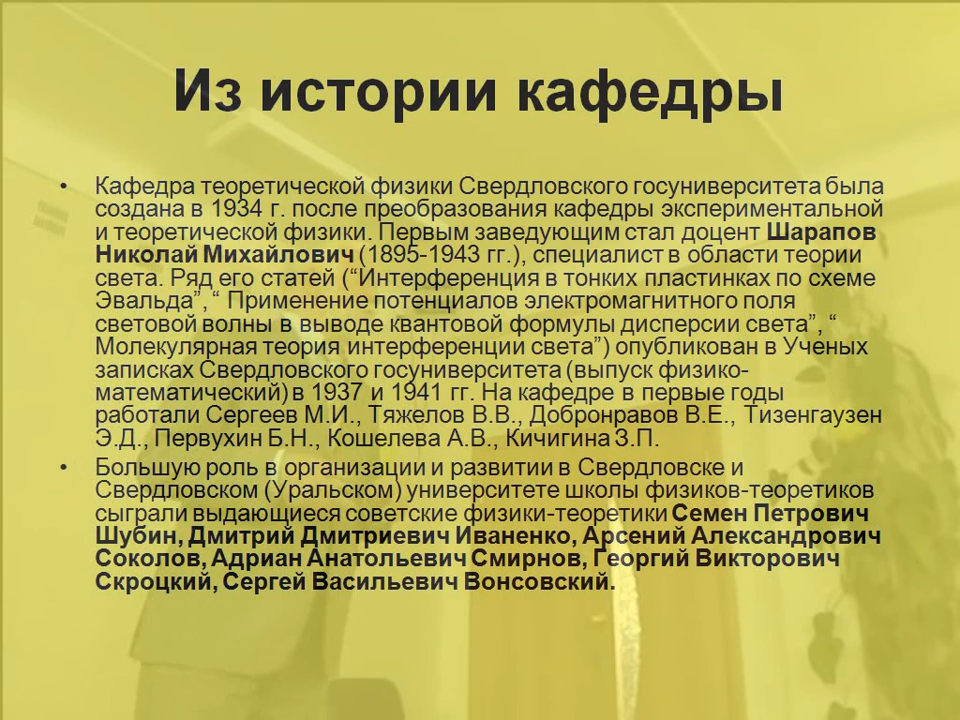 Из истории кафедры
• Кафедра теоретической физики Свердловского госуниверситета была
создана в 1934 г. после преобразования кафедры экспериментальной
и теоретической физики. Первым заведующим стал доцент Шарапов
Николай Михайлович (1895-1943 гг.), специалист в области теории
света. Ряд его статей (“Интерференция в тонких пластинках по схеме
Эвальда”, “ Применение потенциалов электромагнитного поля
световой волны в выводе квантовой формулы дисперсии света”, “
Молекулярная теория интерференции света”) опубликован в Ученых
записках Свердловского госуниверситета (выпуск физико-
математический) в 1937 и 1941 гг. На кафедре в первые годы
работали Сергеев М.И., Тяжелов В.В., Добронравов В.Е., Тизенгаузен
Э.Д., Первухин Б.Н., Кошелева А.В., Кичигина З.П.
• Большую роль в организации и развитии в Свердловске и
Свердловском (Уральском) университете школы физиков-теоретиков
сыграли выдающиеся советские физики-теоретики Семен Петрович
Шубин, Дмитрий Дмитриевич Иваненко, Арсений Александрович
Соколов, Адриан Анатольевич Смирнов, Георгий Викторович
Скроцкий, Сергей Васильевич Вонсовский.